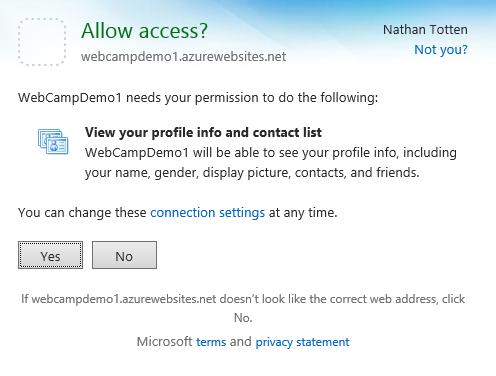 Allow access?
Nathan Totten
webcampdemo1.azurewebsites.net
Not you?
WebCampDemo1 needs your permission to do the following:
View your profile info and contact list
WebCampDemo1 will be able to see your profile info, including
your name, gender, display picture, contacts, and friends.
You can change these connection settings at any time.
Yes
No
If webcampdemo1.azurewebsites.net doesn't look like the correct web address, click
No.
Microsoft terms and privacy statement